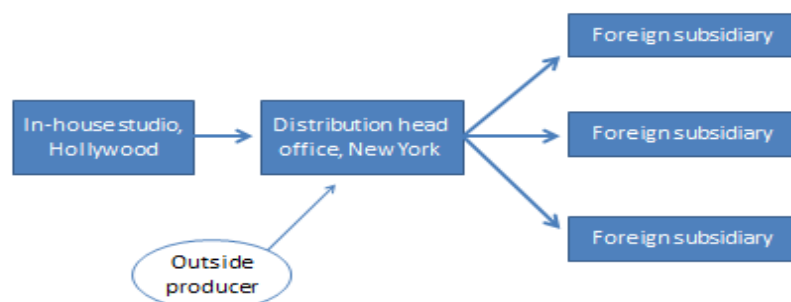 Foreign subsidiary
In-house studio,
Hollywood
Distribution head
office, New York
Foreign subsidiary
Foreign subsidiary
Outside
producer